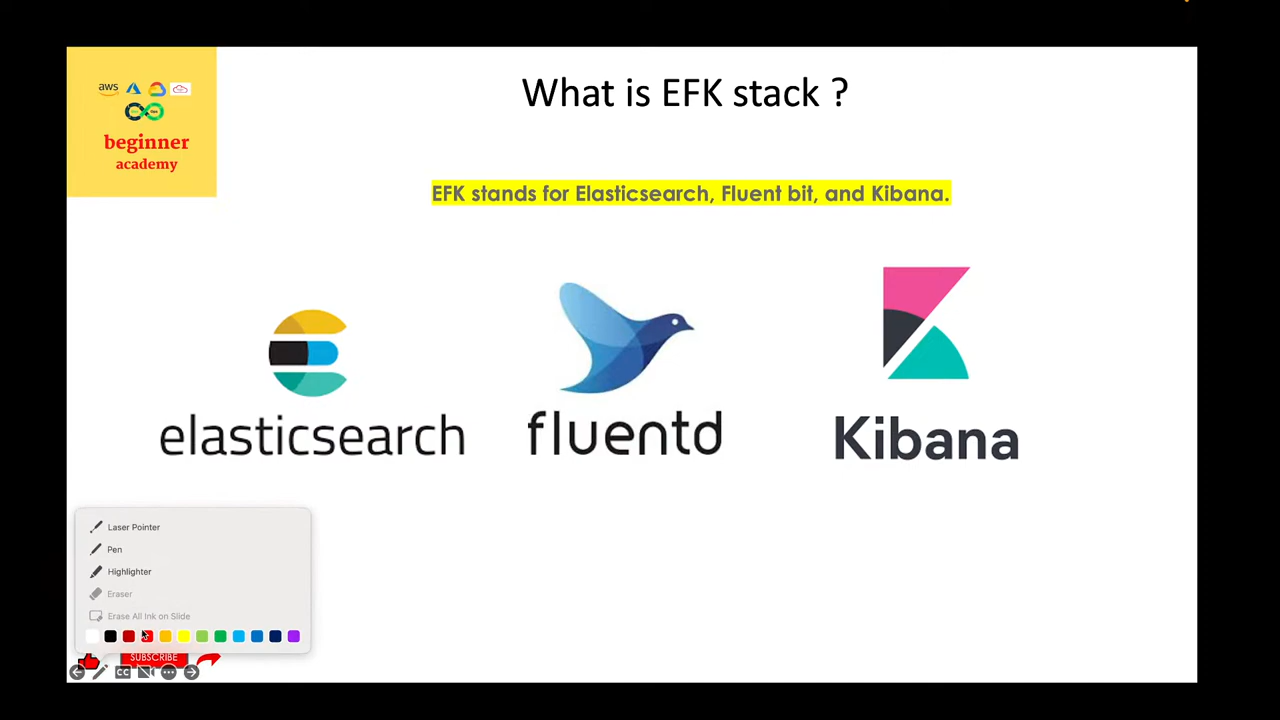 What is EFK stack ?
aws
beginner
academy
EFK stands for Elasticsearch, Fluent bit, and Kibana.
elasticsearch
fluentd
Kibana
Laser Pointer
Pen
Highlighter
Eraser
Erase All Ink on Slide
SUBSCRIBE
CC